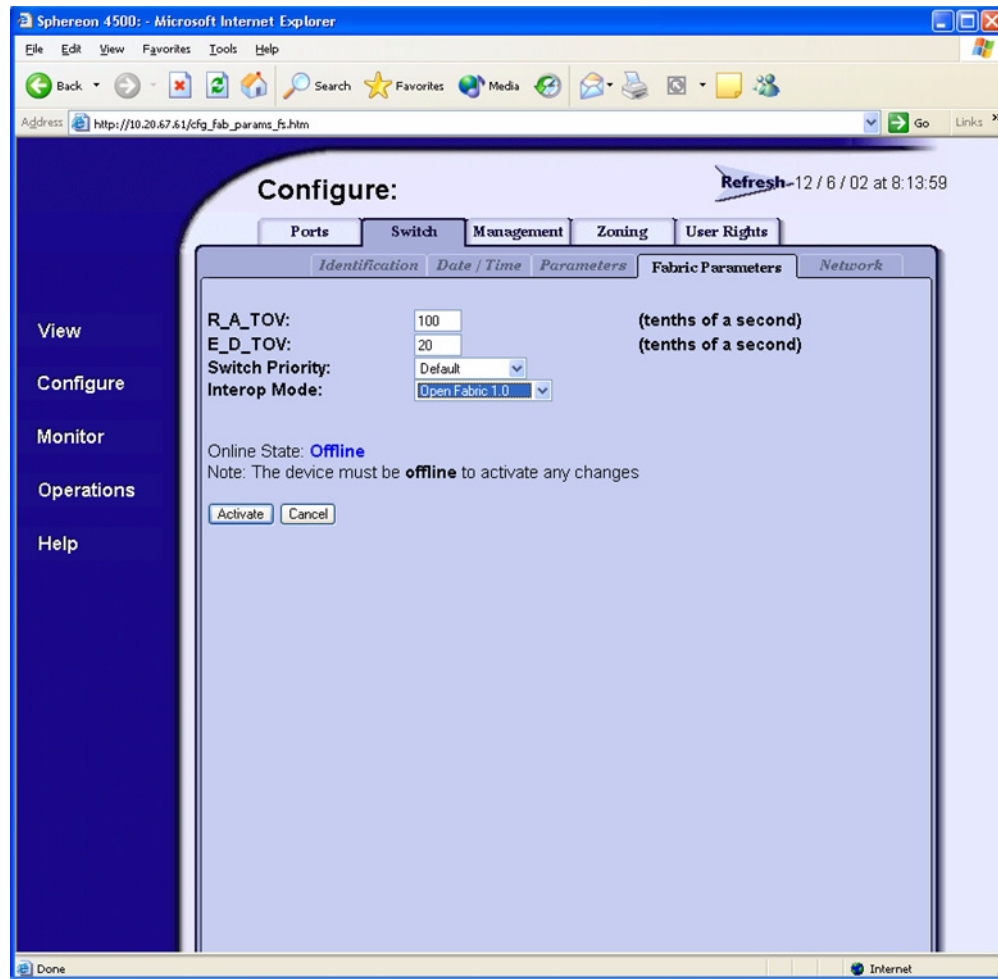 Sphereon 4500: - Microsoft Internet Explorer
File Edit View Favorites Tools Help
Back Search Favorites Media
Address http://10.20.67.61/cfg_fab_params_fs.htm Go Links »
Configure: Refresh 12 / 6 / 02 at 8:13:59
Ports Switch Management Zoning User Rights
Identification Date / Time Parameters Fabric Parameters Network
View
Configure
Monitor
Operations
Help
R_A_TOV: 100 (tenths of a second)
E_D_TOV: 20 (tenths of a second)
Switch Priority: Default
Interop Mode: Open Fabric 1.0
Online State: Offline
Note: The device must be offline to activate any changes
Activate Cancel
Done Internet